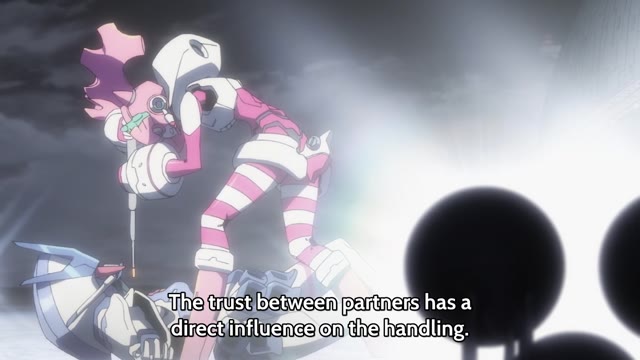 The trust between partners has a
direct influence on the handling.